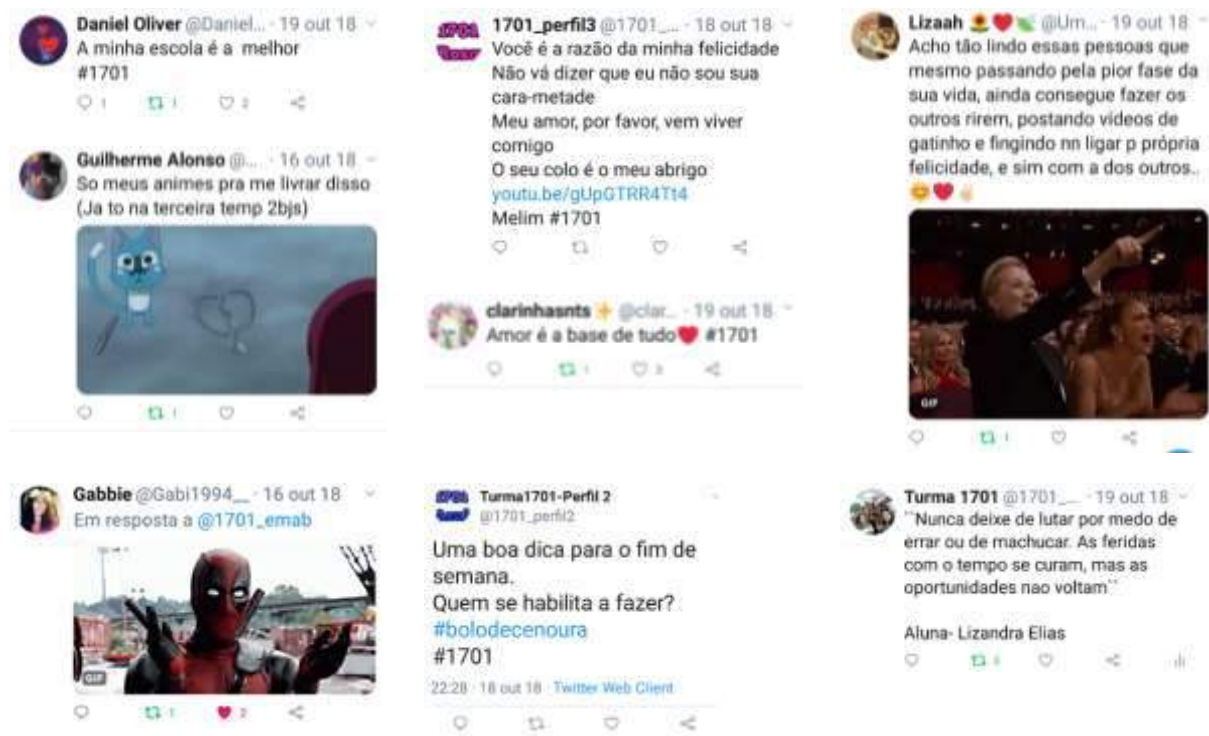 Daniel Oliver @Daniel... · 19 out 18
A minha escola é a melhor
#1701
1
1
2
Guilherme Alonso @... · 16 out 18
So meus animes pra me livrar disso
(Ja to na terceira temp 2bjs)
1
Gabbie @Gabi1994__ · 16 out 18
Em resposta a @1701_emab
GIF
1
2
1701_perfil3 @1701_... · 18 out 18
Você é a razão da minha felicidade
Não vá dizer que eu não sou sua
cara-metade
Meu amor, por favor, vem viver
comigo
O seu colo é o meu abrigo
youtu.be/gUpGTRR4Tt4
Melim #1701
clarinhasnts @clar... · 19 out 18
Amor é a base de tudo❤ #1701
1
3
Turma1701-Perfil 2
@1701_perfil2
Uma boa dica para o fim de
semana.
Quem se habilita a fazer?
#bolodecenoura
#1701
22:28 · 18 out 18 · Twitter Web Client
Lizaah 🌻❤🍃 @Um... · 19 out 18
Acho tão lindo essas pessoas que
mesmo passando pela pior fase da
sua vida, ainda consegue fazer os
outros rirem, postando vídeos de
gatinho e fingindo nn ligar p própria
felicidade, e sim com a dos outros..
GIF
1
Turma 1701 @1701_... · 19 out 18
``Nunca deixe de lutar por medo de
errar ou de machucar. As feridas
com o tempo se curam, mas as
oportunidades nao voltam``
Aluna- Lizandra Elias